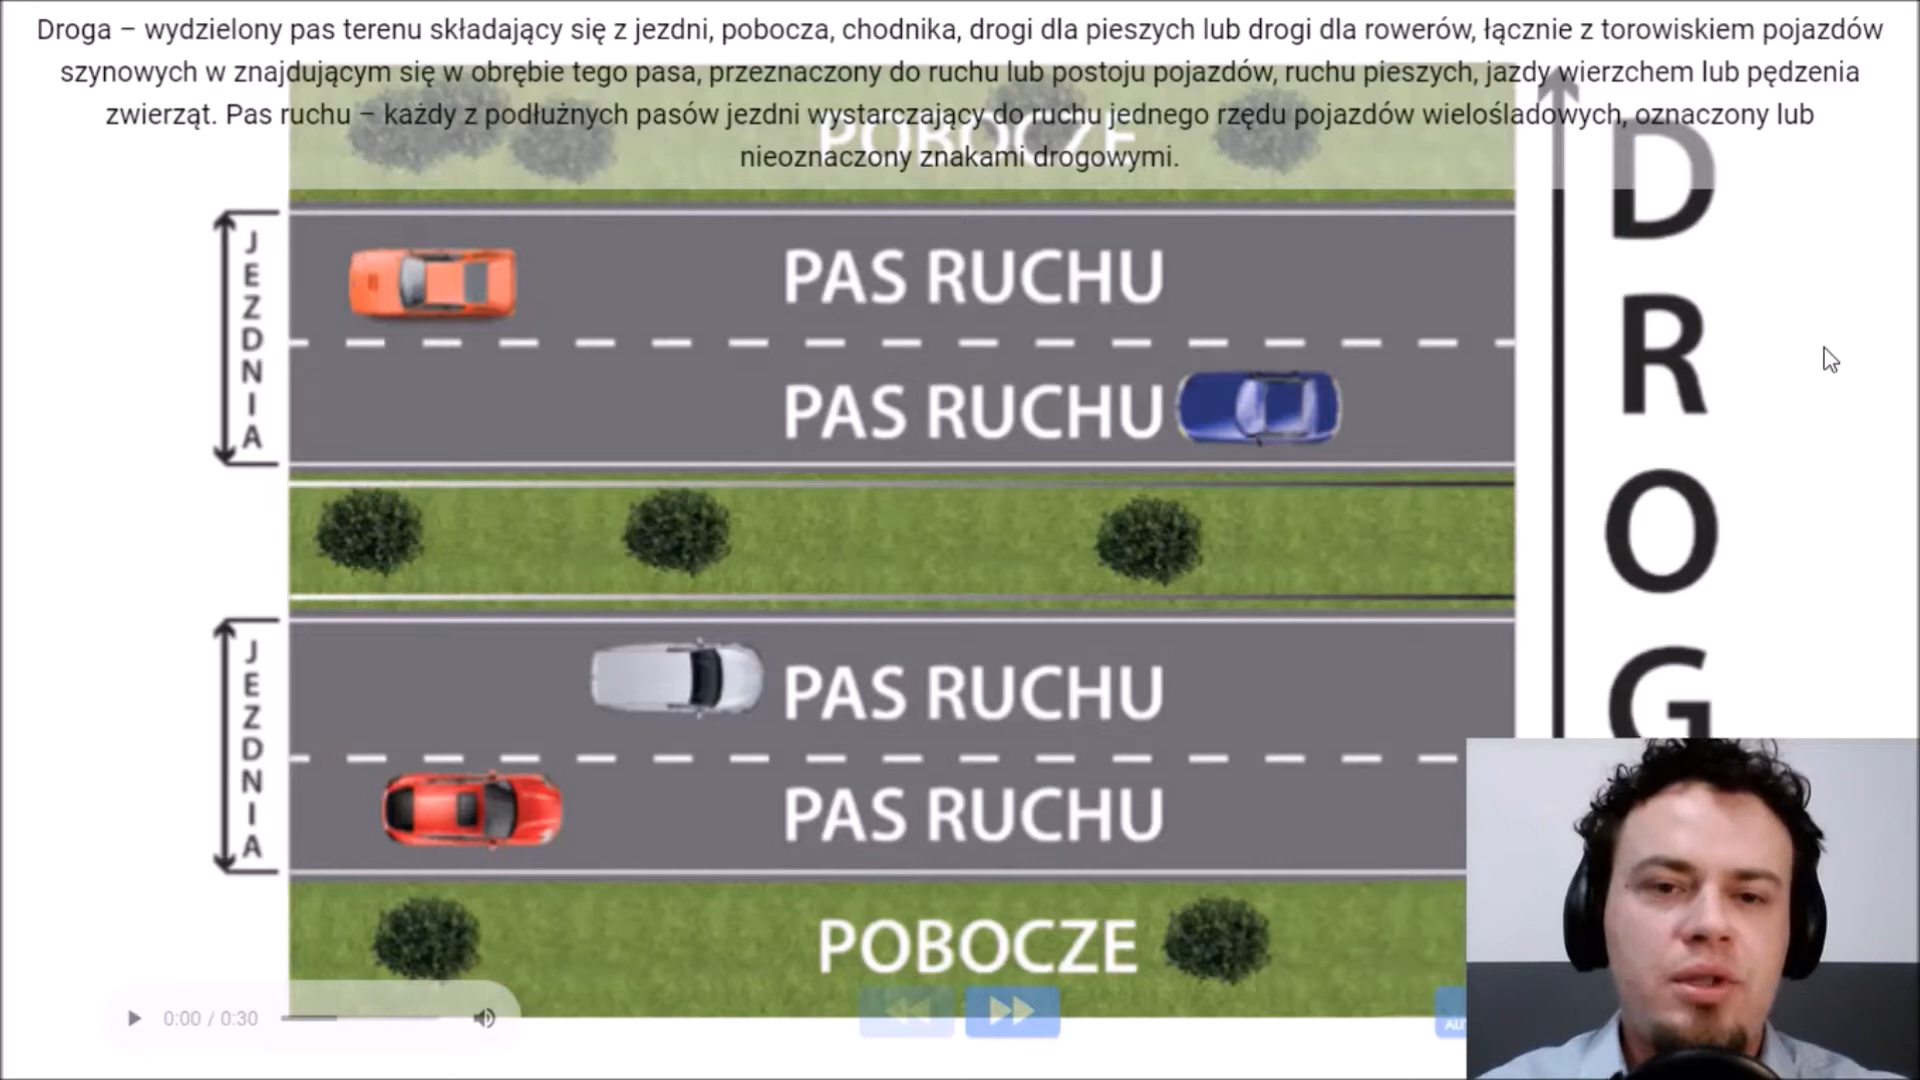 Droga – wydzielony pas terenu składający się z jezdni, pobocza, chodnika, drogi dla pieszych lub drogi dla rowerów, łącznie z torowiskiem pojazdów
szynowych w znajdującym się w obrębie tego pasa, przeznaczony do ruchu lub postoju pojazdów, ruchu pieszych, jazdy wierzchem lub pędzenia
zwierząt. Pas ruchu – każdy z podłużnych pasów jezdni wystarczający do ruchu jednego rzędu pojazdów wielośladowych, oznaczony lub
nieoznaczony znakami drogowymi.
POBOCZE
JEZDNIA
PAS RUCHU
PAS RUCHU
JEZDNIA
PAS RUCHU
PAS RUCHU
POBOCZE
DROG
0:00 / 0:30